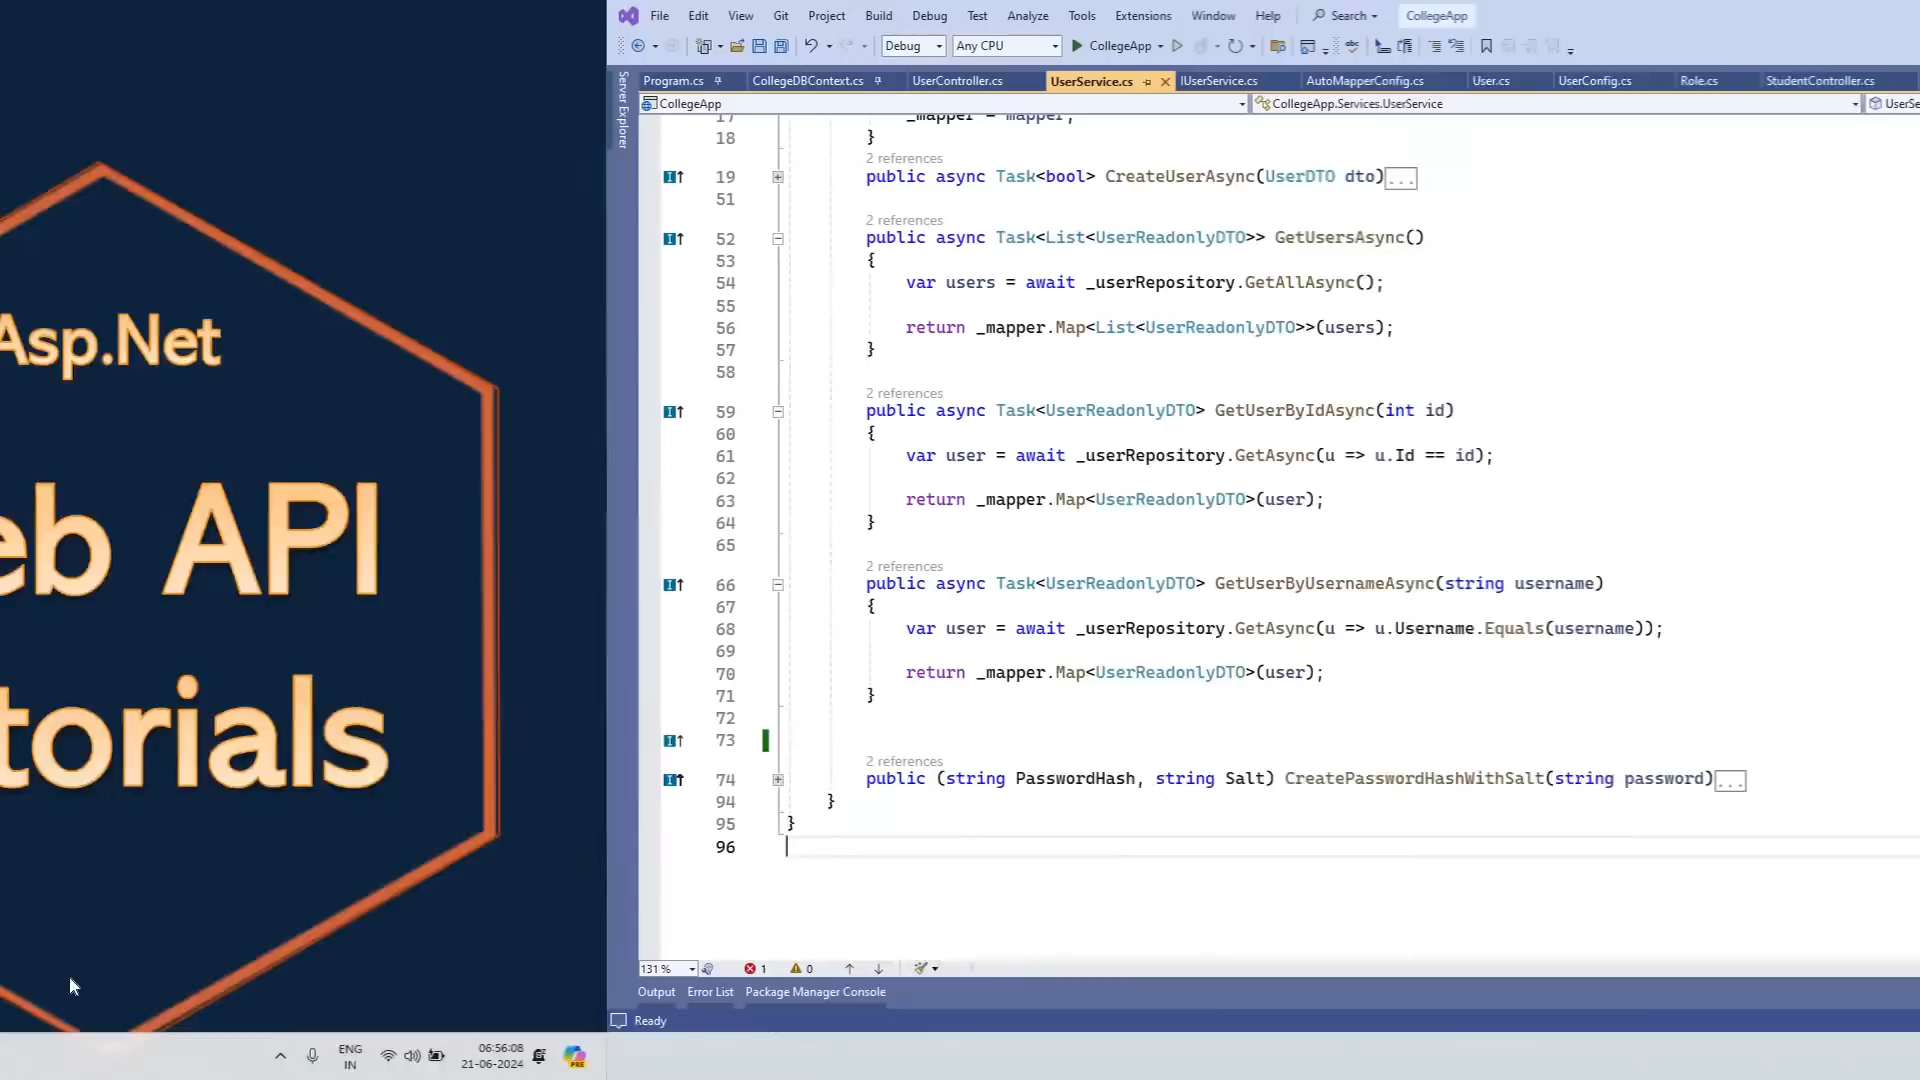 Asp.Net
eb API
torials
ENG
IN
06:56:08
21-06-2024
PRE
File Edit View Git Project Build Debug Test Analyze Tools Extensions Window Help Search CollegeApp
Debug Any CPU CollegeApp
Server Explorer
Program.cs CollegeDBContext.cs UserController.cs UserService.cs IUserService.cs AutoMapperConfig.cs User.cs UserConfig.cs Role.cs StudentController.cs
CollegeApp CollegeApp.Services.UserService UserSe
17 _mapper = mapper;
18 }
2 references
19 public async Task<bool> CreateUserAsync(UserDTO dto)...
51
2 references
52 public async Task<List<UserReadonlyDTO>> GetUsersAsync()
53 {
54 var users = await _userRepository.GetAllAsync();
55
56 return _mapper.Map<List<UserReadonlyDTO>>(users);
57 }
58
2 references
59 public async Task<UserReadonlyDTO> GetUserByIdAsync(int id)
60 {
61 var user = await _userRepository.GetAsync(u => u.Id == id);
62
63 return _mapper.Map<UserReadonlyDTO>(user);
64 }
65
2 references
66 public async Task<UserReadonlyDTO> GetUserByUsernameAsync(string username)
67 {
68 var user = await _userRepository.GetAsync(u => u.Username.Equals(username));
69
70 return _mapper.Map<UserReadonlyDTO>(user);
71 }
72
73
2 references
74 public (string PasswordHash, string Salt) CreatePasswordHashWithSalt(string password)...
94 }
95 }
96
131 % 1 0
Output Error List Package Manager Console
Ready